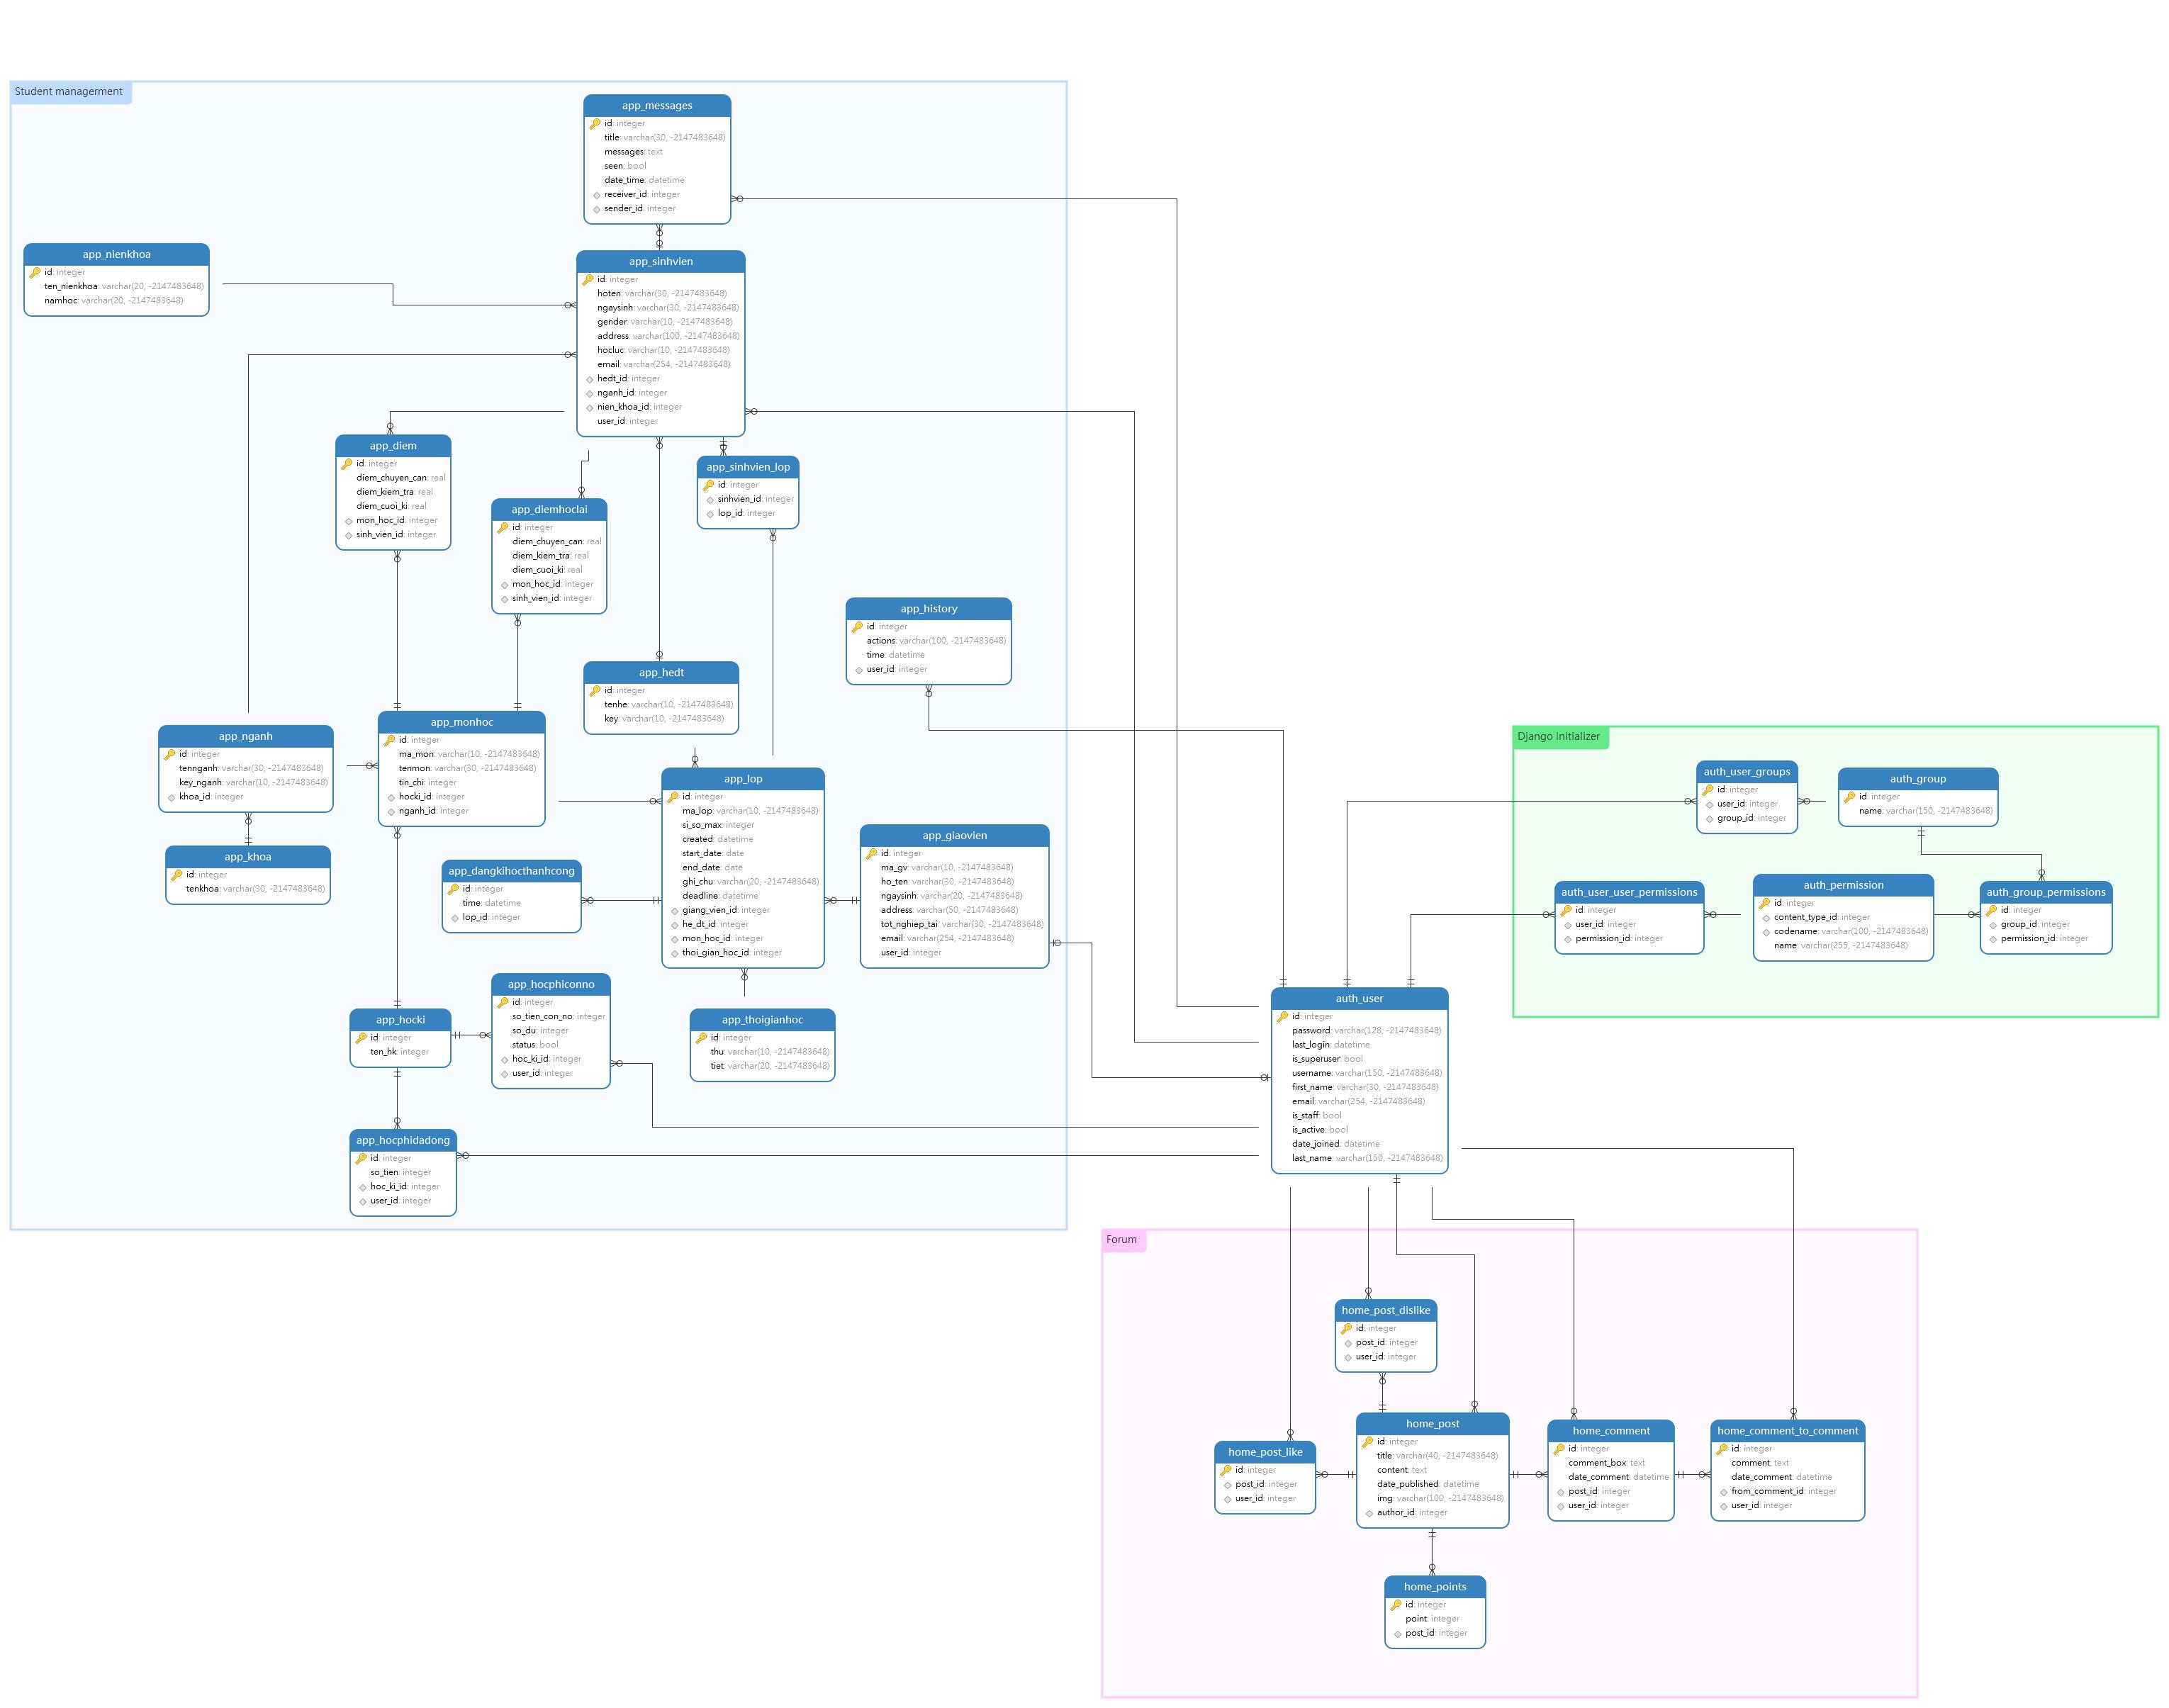 Student managerment
app_messages
id: integer
title: varchar(30, -2147483648)
messages: text
seen: bool
date_time: datetime
receiver_id: integer
sender_id: integer
app_nienkhoa
id: integer
ten_nienkhoa: varchar(20, -2147483648)
namhoc: varchar(20, -2147483648)
app_sinhvien
id: integer
hoten: varchar(30, -2147483648)
ngaysinh: varchar(30, -2147483648)
gender: varchar(10, -2147483648)
address: varchar(100, -2147483648)
hocluc: varchar(10, -2147483648)
email: varchar(254, -2147483648)
hedt_id: integer
nganh_id: integer
nien_khoa_id: integer
user_id: integer
app_diem
id: integer
diem_chuyen_can: real
diem_kiem_tra: real
diem_cuoi_ki: real
mon_hoc_id: integer
sinh_vien_id: integer
app_diemhoclai
id: integer
diem_chuyen_can: real
diem_kiem_tra: real
diem_cuoi_ki: real
mon_hoc_id: integer
sinh_vien_id: integer
app_sinhvien_lop
id: integer
sinhvien_id: integer
lop_id: integer
app_history
id: integer
actions: varchar(100, -2147483648)
time: datetime
user_id: integer
app_hedt
id: integer
tenhe: varchar(10, -2147483648)
key: varchar(10, -2147483648)
app_nganh
id: integer
tennganh: varchar(30, -2147483648)
key_nganh: varchar(10, -2147483648)
khoa_id: integer
app_monhoc
id: integer
ma_mon: varchar(10, -2147483648)
tenmon: varchar(30, -2147483648)
tin_chi: integer
hocki_id: integer
nganh_id: integer
app_lop
id: integer
ma_lop: varchar(10, -2147483648)
si_so_max: integer
created: datetime
start_date: date
end_date: date
ghi_chu: varchar(20, -2147483648)
deadline: datetime
giang_vien_id: integer
he_dt_id: integer
mon_hoc_id: integer
thoi_gian_hoc_id: integer
app_giaovien
id: integer
ma_gv: varchar(10, -2147483648)
ho_ten: varchar(30, -2147483648)
ngaysinh: varchar(20, -2147483648)
address: varchar(50, -2147483648)
tot_nghiep_tai: varchar(30, -2147483648)
email: varchar(254, -2147483648)
user_id: integer
app_khoa
id: integer
tenkhoa: varchar(30, -2147483648)
app_dangkihocthanhcong
id: integer
time: datetime
lop_id: integer
app_hocphiconno
id: integer
so_tien_con_no: integer
so_du: integer
status: bool
hoc_ki_id: integer
user_id: integer
app_hocki
id: integer
ten_hk: integer
app_thoigianhoc
id: integer
thu: varchar(10, -2147483648)
tiet: varchar(20, -2147483648)
app_hocphidadong
id: integer
so_tien: integer
hoc_ki_id: integer
user_id: integer
Django Initializer
auth_user_groups
id: integer
user_id: integer
group_id: integer
auth_group
id: integer
name: varchar(150, -2147483648)
auth_user_user_permissions
id: integer
user_id: integer
permission_id: integer
auth_permission
id: integer
content_type_id: integer
codename: varchar(100, -2147483648)
name: varchar(255, -2147483648)
auth_group_permissions
id: integer
group_id: integer
permission_id: integer
auth_user
id: integer
password: varchar(128, -2147483648)
last_login: datetime
is_superuser: bool
username: varchar(150, -2147483648)
first_name: varchar(30, -2147483648)
email: varchar(254, -2147483648)
is_staff: bool
is_active: bool
date_joined: datetime
last_name: varchar(150, -2147483648)
Forum
home_post_dislike
id: integer
post_id: integer
user_id: integer
home_post_like
id: integer
post_id: integer
user_id: integer
home_post
id: integer
title: varchar(40, -2147483648)
content: text
date_published: datetime
img: varchar(100, -2147483648)
author_id: integer
home_comment
id: integer
comment_box: text
date_comment: datetime
post_id: integer
user_id: integer
home_comment_to_comment
id: integer
comment: text
date_comment: datetime
from_comment_id: integer
user_id: integer
home_points
id: integer
point: integer
post_id: integer